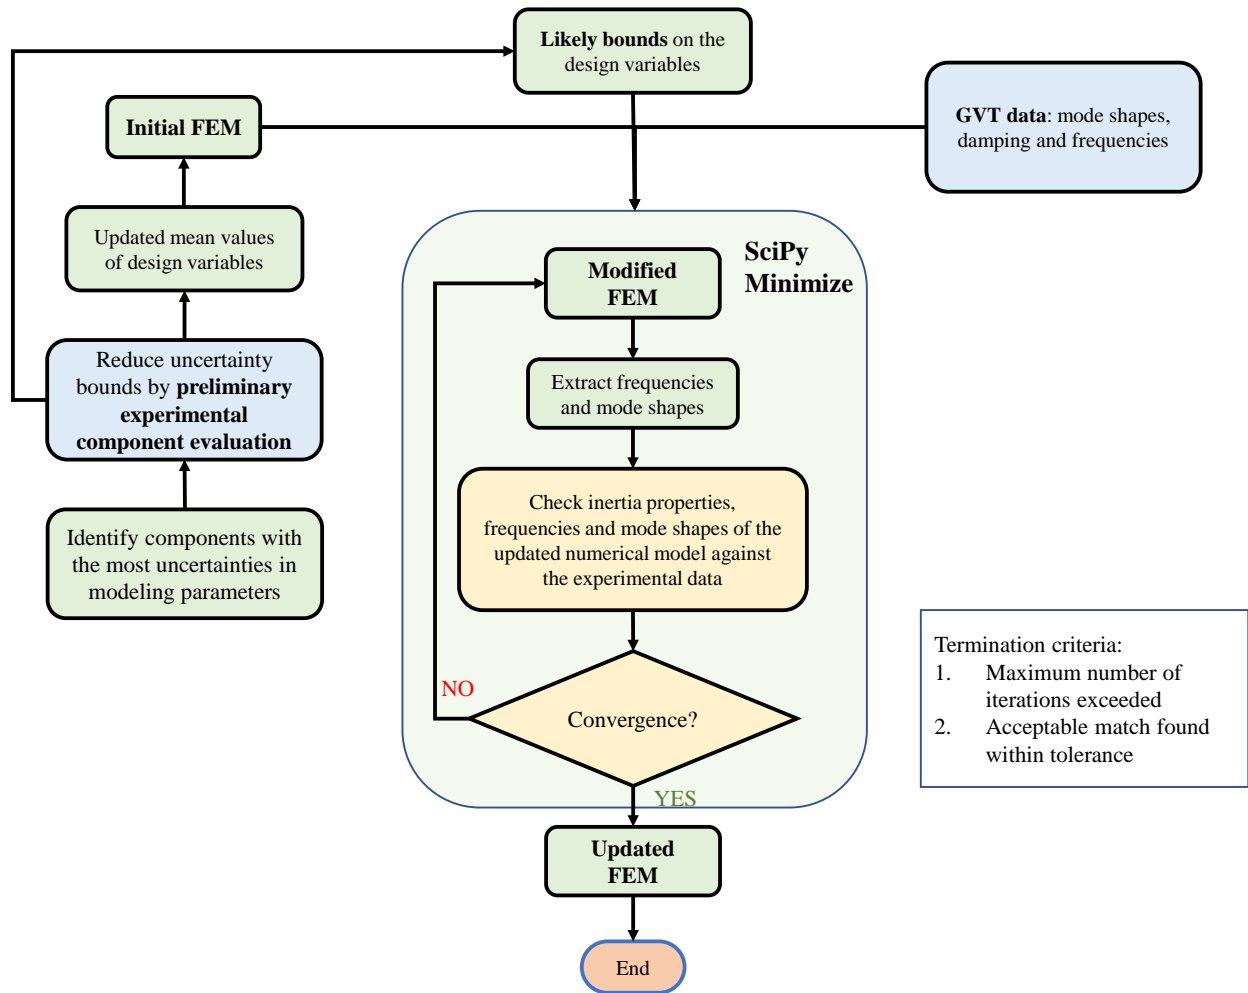 Likely bounds on the
design variables
Initial FEM
GVT data: mode shapes,
damping and frequencies
Updated mean values
of design variables
Reduce uncertainty
bounds by preliminary
experimental
component evaluation
Identify components with
the most uncertainties in
modeling parameters
SciPy
Minimize
Modified
FEM
Extract frequencies
and mode shapes
Check inertia properties,
frequencies and mode shapes of the
updated numerical model against
the experimental data
NO
Convergence?
YES
Updated
FEM
End
Termination criteria:
1. Maximum number of
iterations exceeded
2. Acceptable match found
within tolerance